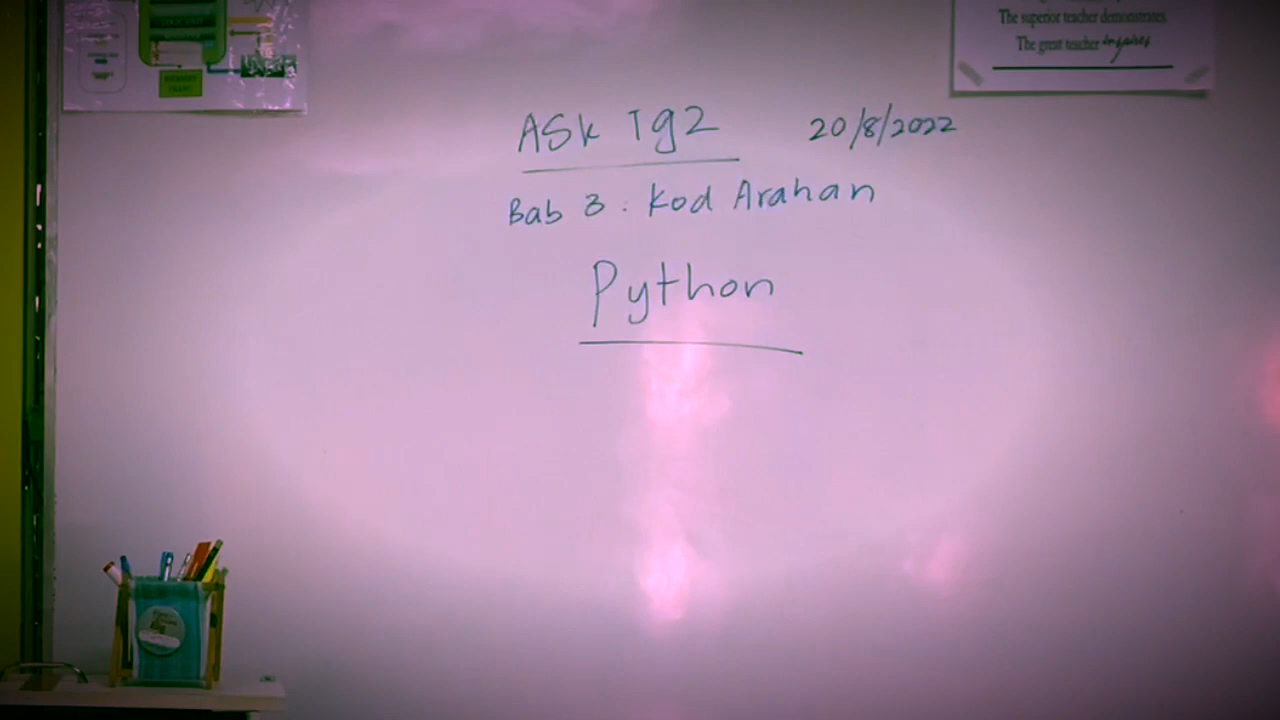 The superior teacher demonstrates.
The great teacher inspires
ASK Tg2 20/8/2022
Bab 3 : Kod Arahan
Python